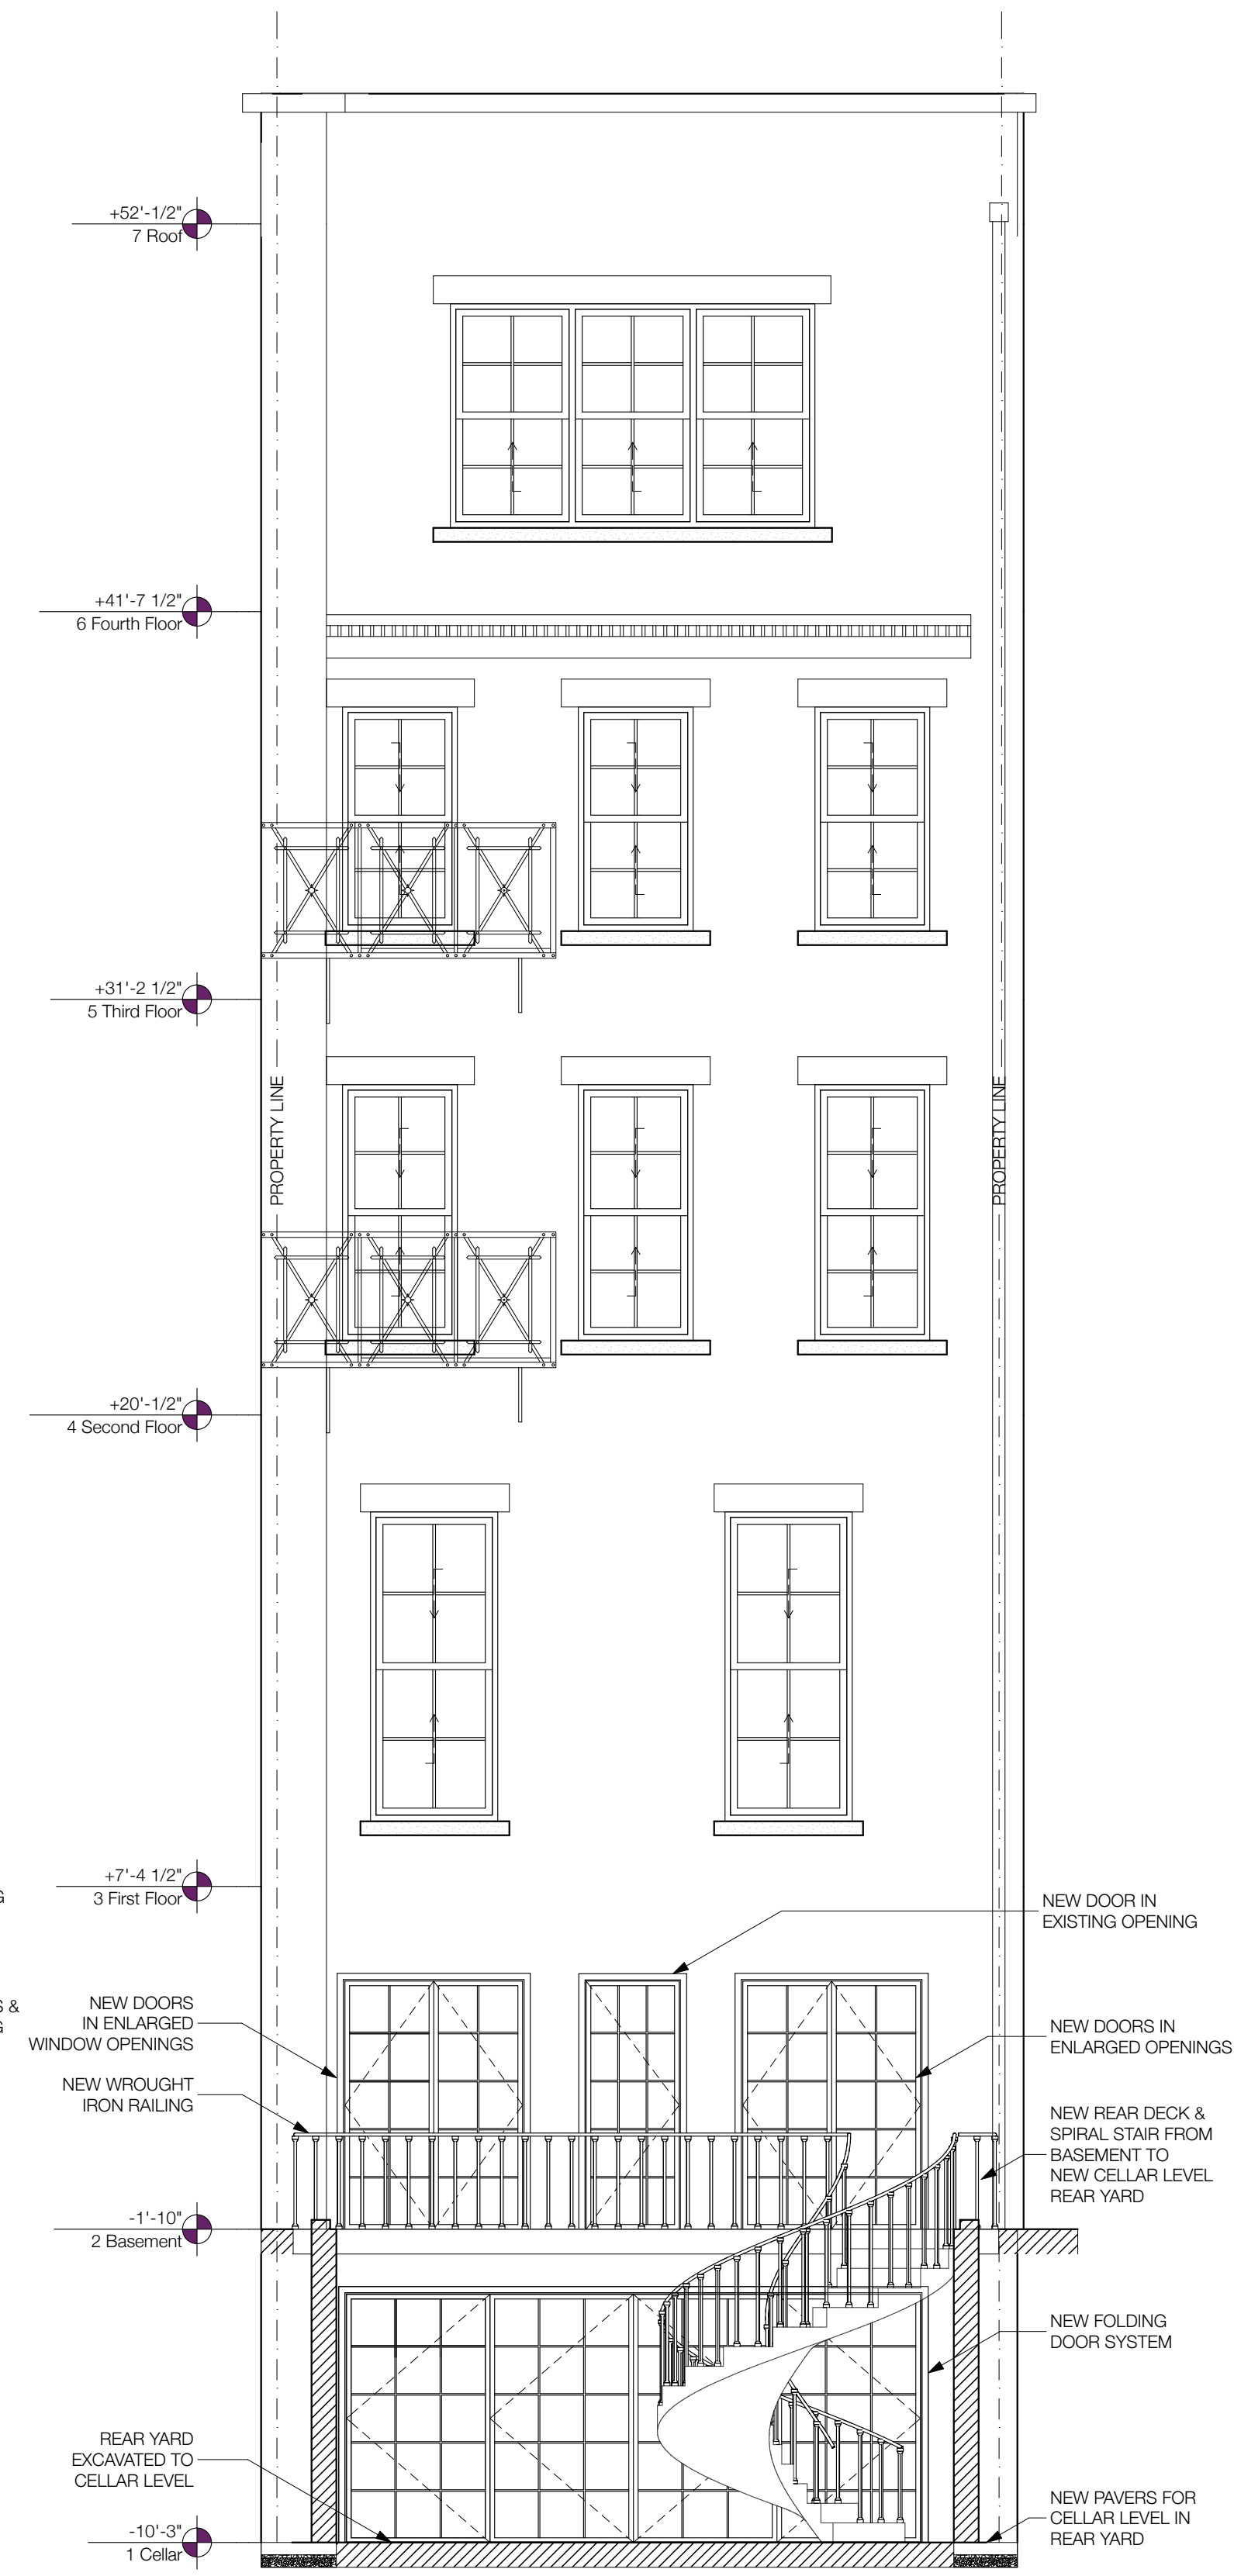 +52'-1/2"
7 Roof
+41'-7 1/2"
6 Fourth Floor
+31'-2 1/2"
5 Third Floor
PROPERTY LINE
PROPERTY LINE
+20'-1/2"
4 Second Floor
+7'-4 1/2"
3 First Floor
G
NEW DOOR IN
EXISTING OPENING
S &
G
NEW DOORS
IN ENLARGED
WINDOW OPENINGS
NEW DOORS IN
ENLARGED OPENINGS
NEW WROUGHT
IRON RAILING
NEW REAR DECK &
SPIRAL STAIR FROM
BASEMENT TO
NEW CELLAR LEVEL
REAR YARD
-1'-10"
2 Basement
NEW FOLDING
DOOR SYSTEM
REAR YARD
EXCAVATED TO
CELLAR LEVEL
NEW PAVERS FOR
CELLAR LEVEL IN
REAR YARD
-10'-3"
1 Cellar